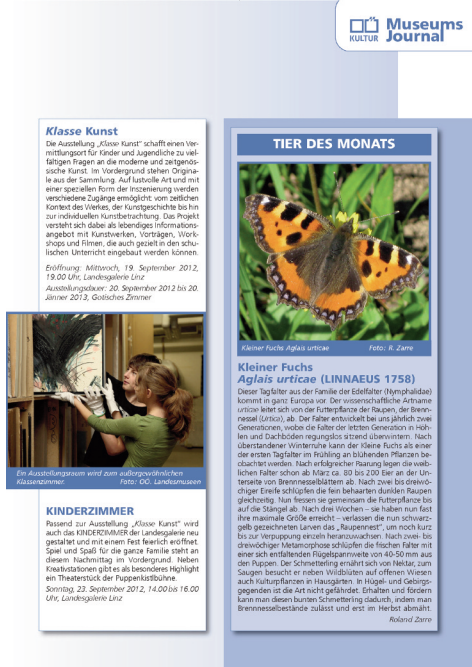 OÖ KULTUR
Museums
Journal
Klasse Kunst
Die Ausstellung „Klasse Kunst“ schafft einen Ver-
mittlungsort für Kinder und Jugendliche zu viel-
fältigen Fragen an die moderne und zeitgenös-
sische Kunst. Im Vordergrund stehen Origina-
le aus der Sammlung. Auf lustvolle Art und mit
einer speziellen Form der Inszenierung werden
verschiedene Zugänge ermöglicht: vom zeitlichen
Kontext des Werkes, der Kunstgeschichte bis hin
zur individuellen Kunstbetrachtung. Das Projekt
versteht sich dabei als lebendiges Informations-
angebot mit Kunstwerken, Vorträgen, Work-
shops und Filmen, die auch gezielt in den schu-
lischen Unterricht eingebaut werden können.
Eröffnung: Mittwoch, 19. September 2012,
19.00 Uhr, Landesgalerie Linz
Ausstellungsdauer: 20. September 2012 bis 20.
Jänner 2013, Gotisches Zimmer
Ein Ausstellungsraum wird zum außergewöhnlichen
Klassenzimmer. Foto: OÖ. Landesmuseen
KINDERZIMMER
Passend zur Ausstellung „Klasse Kunst“ wird
auch das KINDERZIMMER der Landesgalerie neu
gestaltet und mit einem Fest feierlich eröffnet.
Spiel und Spaß für die ganze Familie steht an
diesem Nachmittag im Vordergrund. Neben
Kreativstationen gibt es als besonderes Highlight
ein Theaterstück der Puppenkistlbühne.
Sonntag, 23. September 2012, 14.00 bis 16.00
Uhr, Landesgalerie Linz
TIER DES MONATS
Kleiner Fuchs Aglais urticae Foto: R. Zarre
Kleiner Fuchs
Aglais urticae (LINNAEUS 1758)
Dieser Tagfalter aus der Familie der Edelfalter (Nymphalidae)
kommt in ganz Europa vor. Der wissenschaftliche Artname
urticae leitet sich von der Futterpflanze der Raupen, der Brenn-
nessel (Urtica), ab. Der Falter entwickelt bei uns jährlich zwei
Generationen, wobei die Falter der letzten Generation in Höh-
len und Dachböden regungslos sitzend überwintern. Nach
überstandener Winterruhe kann der Kleine Fuchs als einer
der ersten Tagfalter im Frühling an blühenden Pflanzen be-
obachtet werden. Nach erfolgreicher Paarung legen die weib-
lichen Falter schon ab März ca. 80 bis 200 Eier an der Un-
terseite von Brennnesselblättern ab. Nach zwei bis dreiwö-
chiger Eireife schlüpfen die fein behaarten dunklen Raupen
gleichzeitig. Nun fressen sie gemeinsam die Futterpflanze bis
auf die Stängel ab. Nach drei Wochen – sie haben nun fast
ihre maximale Größe erreicht – verlassen die nun schwarz-
gelb gezeichneten Larven das „Raupennest“, um noch kurz
bis zur Verpuppung einzeln heranzuwachsen. Nach zwei- bis
dreiwöchiger Metamorphose schlüpfen die frischen Falter mit
einer sich entfaltenden Flügelspannweite von 40-50 mm aus
den Puppen. Der Schmetterling ernährt sich von Nektar, zum
Saugen besucht er neben Wildblüten auf offenen Wiesen
auch Kulturpflanzen in Hausgärten. In Hügel- und Gebirgs-
gegenden ist die Art nicht gefährdet. Erhalten und fördern
kann man diesen bunten Schmetterling dadurch, indem man
Brennnesselbestände zulässt und erst im Herbst abmäht.
Roland Zarre